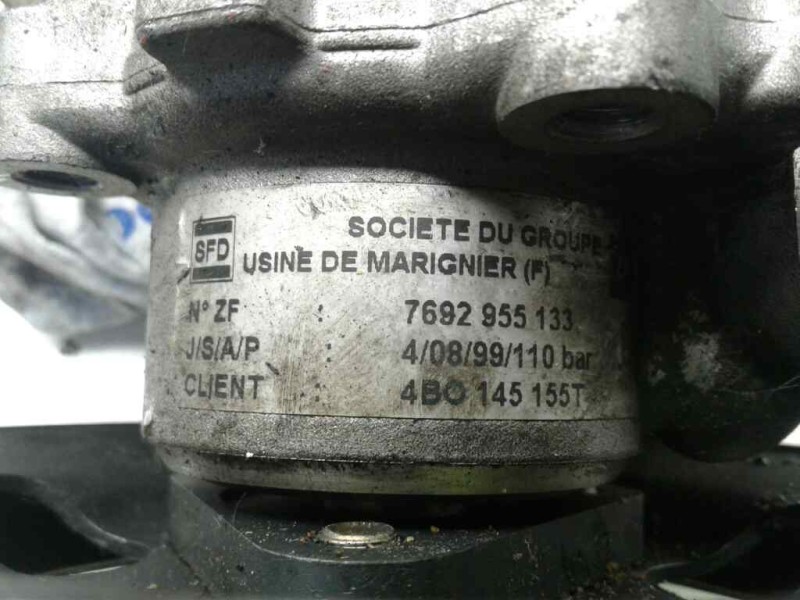 SFD
SOCIETE DU GROUPE
USINE DE MARIGNIER (F)
N° ZF : 7692 955 133
J/S/A/P : 4/08/99/110 bar
CLIENT : 4BO 145 155T